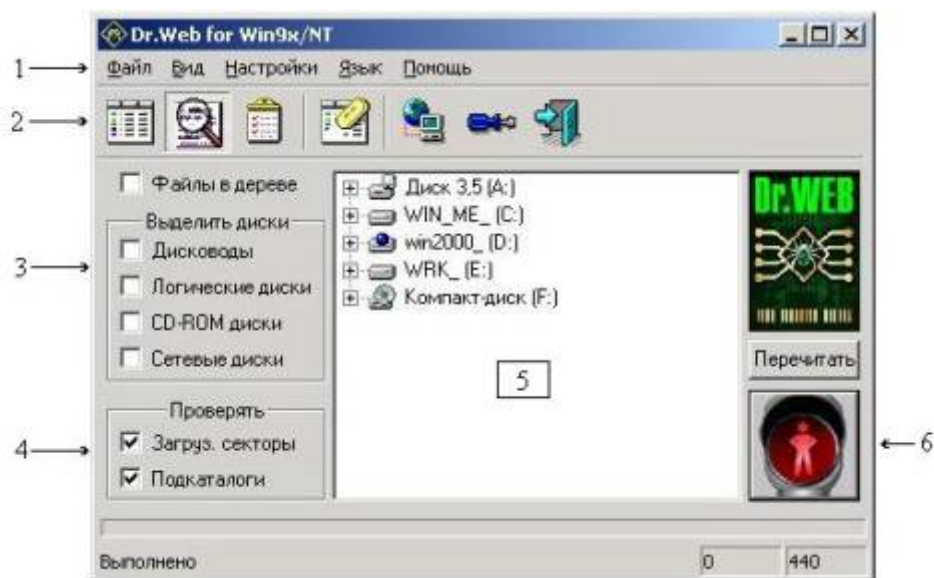 Dr.Web for Win9x/NT
1
Файл Вид Настройки Язык Помощь
2
Файлы в дереве
Выделить диски
3
Дисководы
Логические диски
CD-ROM диски
Сетевые диски
Проверять
4
Загруз. секторы
Подкаталоги
Диск 3,5 (A:)
WIN_ME_ (C:)
win2000_ (D:)
WRK_ (E:)
Компакт-диск (F:)
5
Dr.WEB
Перечитать
6
Выполнено
0
440